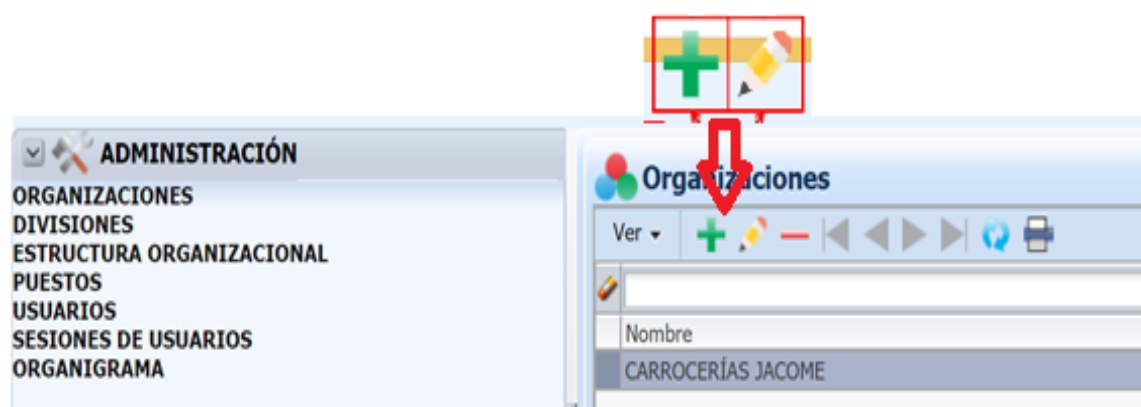 ADMINISTRACIÓN
ORGANIZACIONES
DIVISIONES
ESTRUCTURA ORGANIZACIONAL
PUESTOS
USUARIOS
SESIONES DE USUARIOS
ORGANIGRAMA
Organizaciones
Ver
Nombre
CARROCERÍAS JACOME